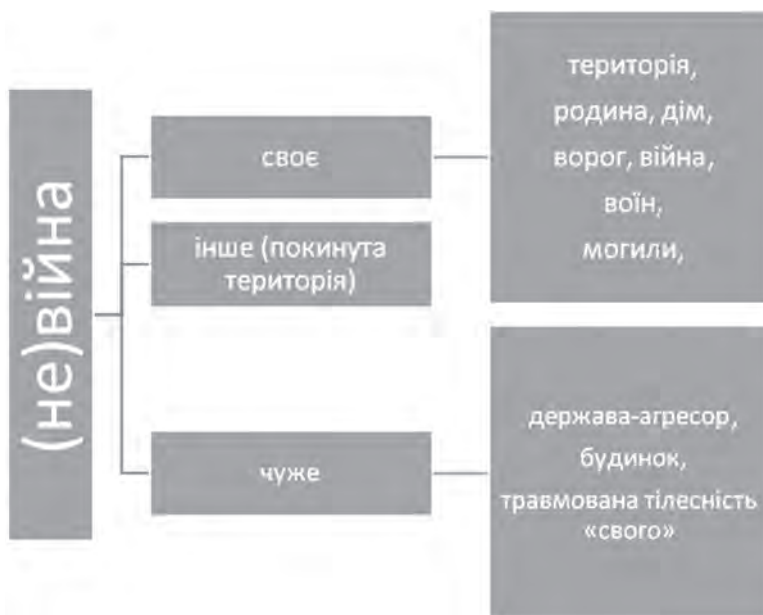 (не)війна
своє
територія,
родина, дім,
ворог, війна,
воїн,
могили,
інше (покинута
територія)
чуже
держава-агресор,
будинок,
травмована тілесність
«свого»